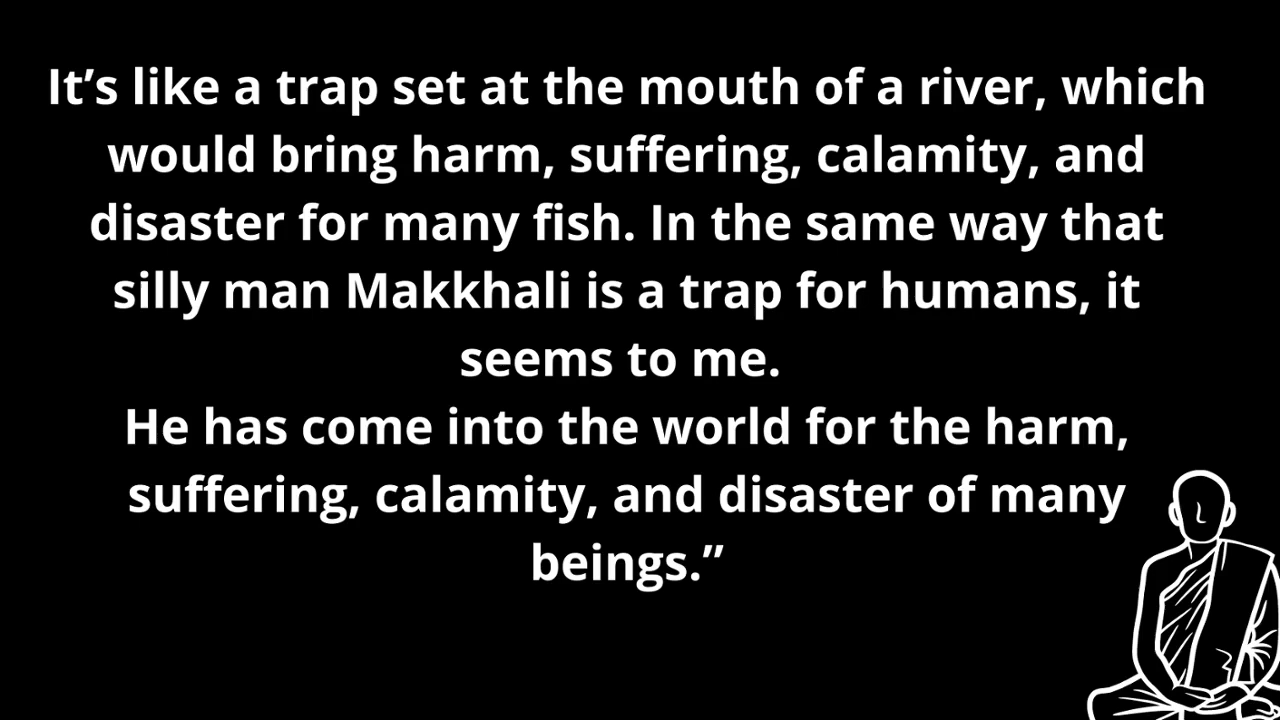 It’s like a trap set at the mouth of a river, which
would bring harm, suffering, calamity, and
disaster for many fish. In the same way that
silly man Makkhali is a trap for humans, it
seems to me.
He has come into the world for the harm,
suffering, calamity, and disaster of many
beings.”